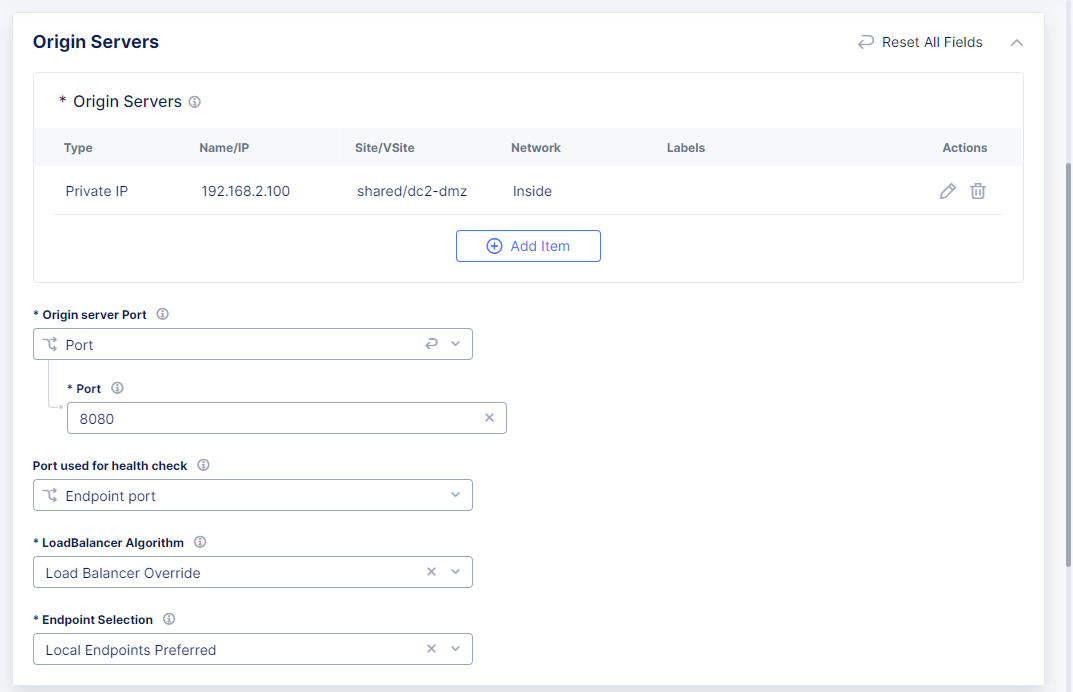 Origin Servers
Reset All Fields
* Origin Servers
Type Name/IP Site/VSite Network Labels Actions
Private IP 192.168.2.100 shared/dc2-dmz Inside
Add Item
* Origin server Port
Port
* Port
8080
Port used for health check
Endpoint port
* LoadBalancer Algorithm
Load Balancer Override
* Endpoint Selection
Local Endpoints Preferred